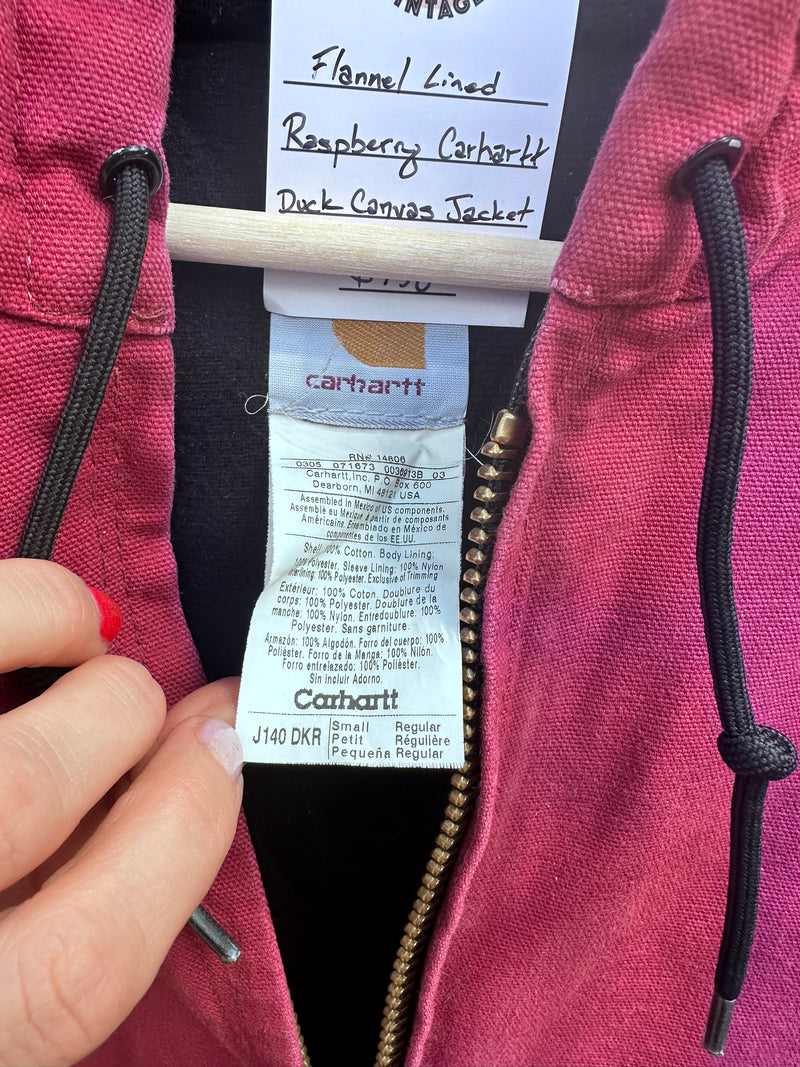 VINTAGE
Flannel Lined
Raspberry Carhartt
Duck Canvas Jacket
carhartt
RN# 14806
0305 071673 03
Carhartt, Inc. P.O Box 600
Dearborn, MI 48121 USA
Assembled in Mexico of US components.
Assemblé au Mexique à partir de composants
Américains. Ensamblado en México de
componentes de los EE.UU.
Shell: 100% Cotton. Body Lining:
100% Polyester. Sleeve Lining: 100% Nylon
Interlining: 100% Polyester. Exclusive of Trimming
Extérieur: 100% Coton. Doublure du
corps: 100% Polyester. Doublure de la
manche: 100% Nylon. Entredoublure: 100%
Polyester. Sans garniture.
Armazón: 100% Algodón. Forro del cuerpo: 100%
Poliéster. Forro de la Manga: 100% Nilón.
Forro entrelazado: 100% Poliéster.
Sin incluir Adorno.
Carhartt
J140 DKR
Small Regular
Petit Régulière
Pequeña Regular